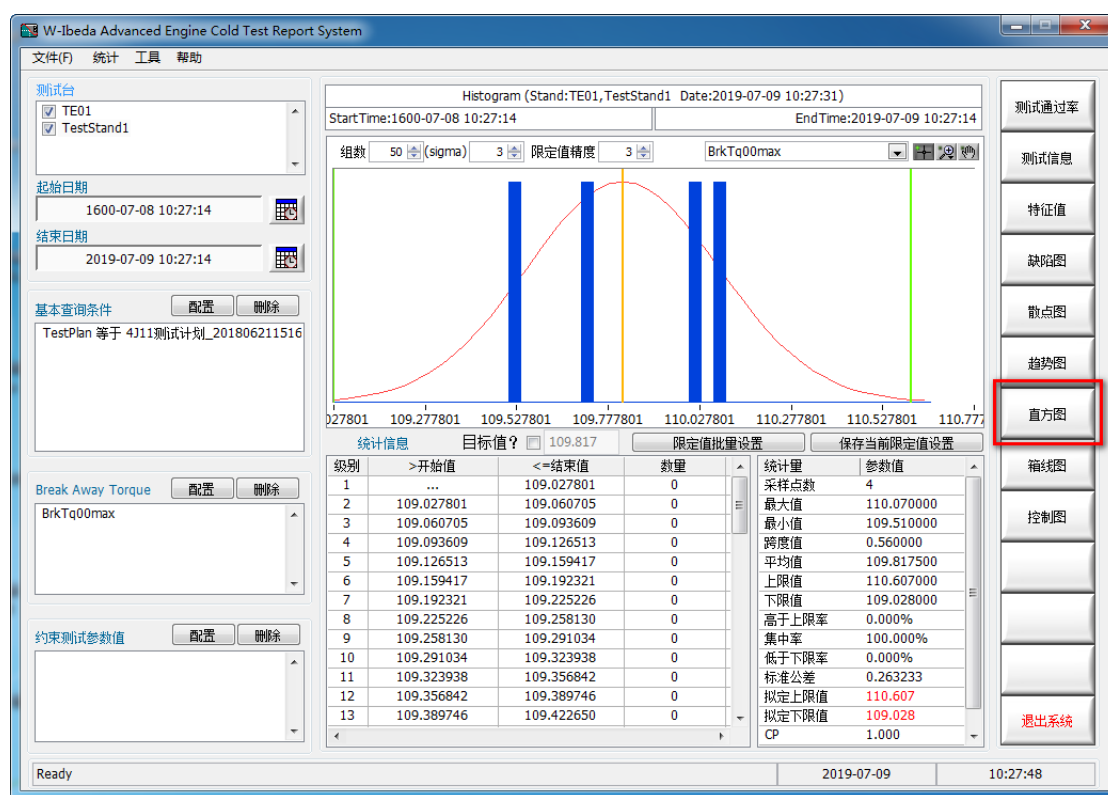 W-Ibeda Advanced Engine Cold Test Report System
文件(F) 统计 工具 帮助
测试台
TE01
TestStand1
起始日期
1600-07-08 10:27:14
结束日期
2019-07-09 10:27:14
基本查询条件 配置 删除
TestPlan 等于 4J11测试计划_201806211516
Break Away Torque 配置 删除
BrkTq00max
约束测试参数值 配置 删除
Histogram (Stand:TE01,TestStand1 Date:2019-07-09 10:27:31)
StartTime:1600-07-08 10:27:14 EndTime:2019-07-09 10:27:14
组数 50 (sigma) 3 限定值精度 3 BrkTq00max
027801 109.277801 109.527801 109.777801 110.027801 110.277801 110.527801 110.777
统计信息 目标值? 109.817 限定值批量设置 保存当前限定值设置
级别 >开始值 <=结束值 数量
1 ... 109.027801 0
2 109.027801 109.060705 0
3 109.060705 109.093609 0
4 109.093609 109.126513 0
5 109.126513 109.159417 0
6 109.159417 109.192321 0
7 109.192321 109.225226 0
8 109.225226 109.258130 0
9 109.258130 109.291034 0
10 109.291034 109.323938 0
11 109.323938 109.356842 0
12 109.356842 109.389746 0
13 109.389746 109.422650 0
统计量 参数值
采样点数 4
最大值 110.070000
最小值 109.510000
跨度值 0.560000
平均值 109.817500
上限值 110.607000
下限值 109.028000
高于上限率 0.000%
集中率 100.000%
低于下限率 0.000%
标准公差 0.263233
拟定上限值 110.607
拟定下限值 109.028
CP 1.000
测试通过率
测试信息
特征值
缺陷图
散点图
趋势图
直方图
箱线图
控制图
退出系统
Ready 2019-07-09 10:27:48